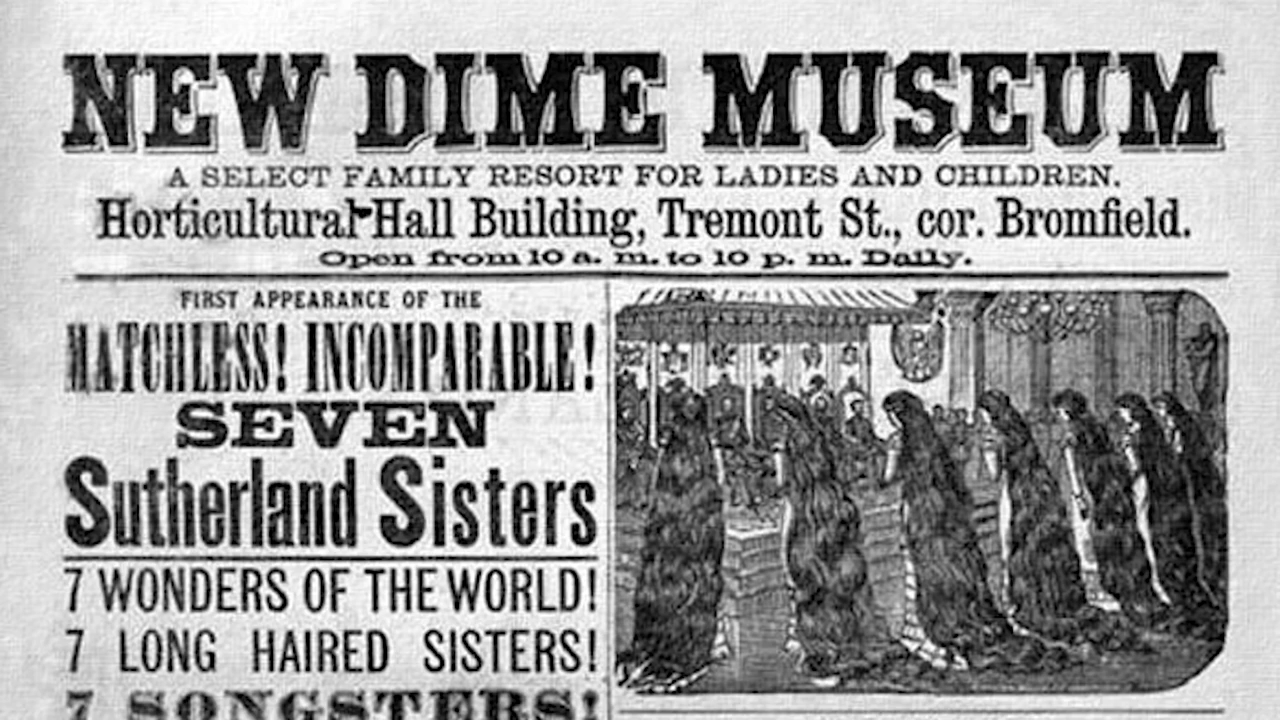 NEW DIME MUSEUM
A SELECT FAMILY RESORT FOR LADIES AND CHILDREN.
Horticultural Hall Building, Tremont St., cor. Bromfield.
Open from 10 a. m. to 10 p. m. Daily.
FIRST APPEARANCE OF THE
MATCHLESS! INCOMPARABLE!
SEVEN
Sutherland Sisters
7 WONDERS OF THE WORLD!
7 LONG HAIRED SISTERS!
7 SONGSTERS!